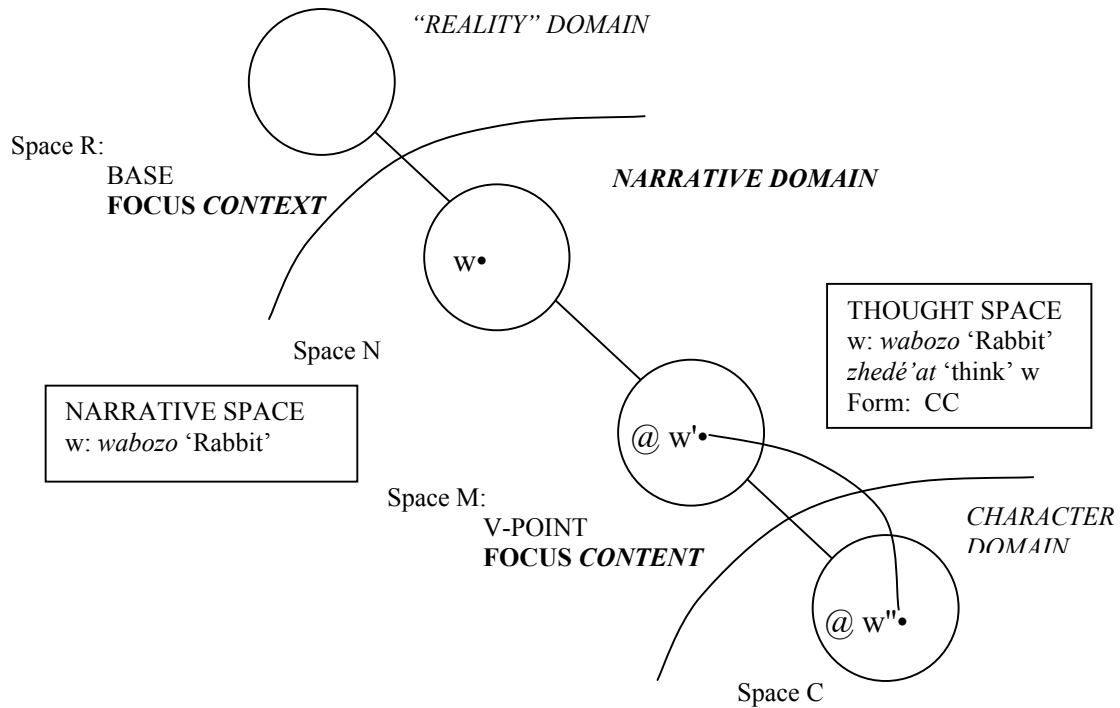 “REALITY” DOMAIN
Space R:
BASE
FOCUS CONTEXT
NARRATIVE DOMAIN
w•
Space N
THOUGHT SPACE
w: wabozo ‘Rabbit’
zhedé’at ‘think’ w
Form:  CC
NARRATIVE SPACE
w: wabozo ‘Rabbit’
@ w'•
Space M:
V-POINT
FOCUS CONTENT
CHARACTER
DOMAIN
@ w"•
Space C